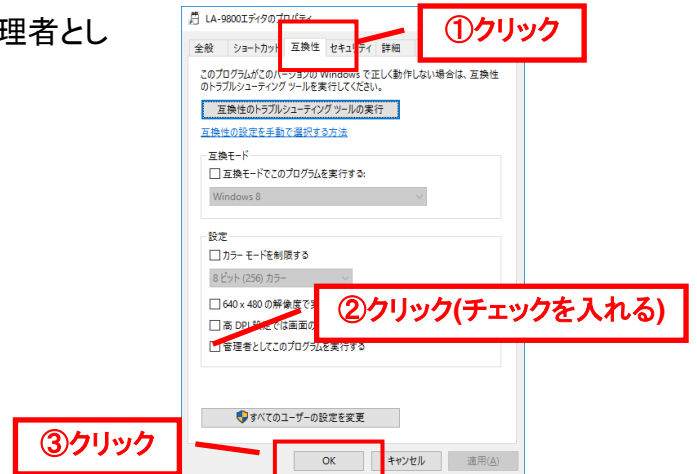 理者とし
LA-9800エディタのプロパティ
①クリック
全般 ショートカット 互換性 セキュリティ 詳細
このプログラムがこのバージョンの Windows で正しく動作しない場合は、互換性
のトラブルシューティング ツールを実行してください。
互換性のトラブルシューティング ツールの実行
互換性の設定を手動で選択する方法
互換モード
互換モードでこのプログラムを実行する:
Windows 8
設定
カラー モードを制限する
8 ビット (256) カラー
640 x 480 の解像度で
②クリック(チェックを入れる)
高 DPI 設定では画面の
管理者としてこのプログラムを実行する
すべてのユーザーの設定を変更
③クリック
OK キャンセル 適用(A)